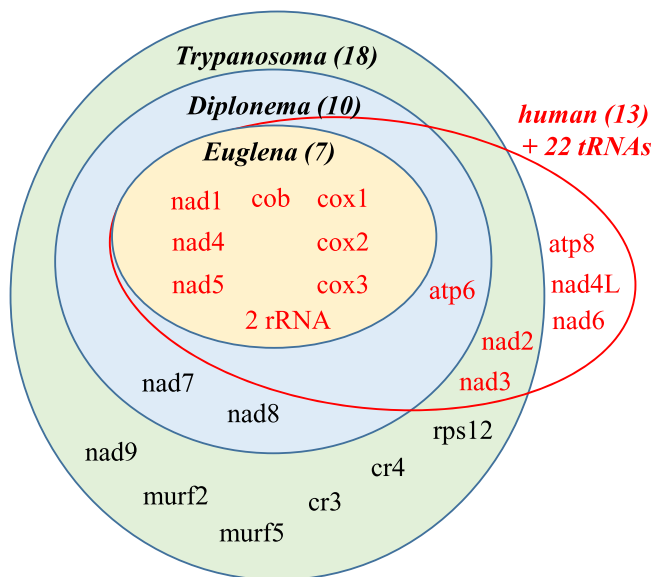 Trypanosoma (18)
Diplonema (10)
human (13)
+ 22 tRNAs
Euglena (7)
nad1 cob cox1
nad4 cox2
nad5 cox3
2 rRNA
atp8
nad4L
nad6
atp6
nad2
nad3
nad7
nad8
rps12
nad9
cr4
murf2
cr3
murf5